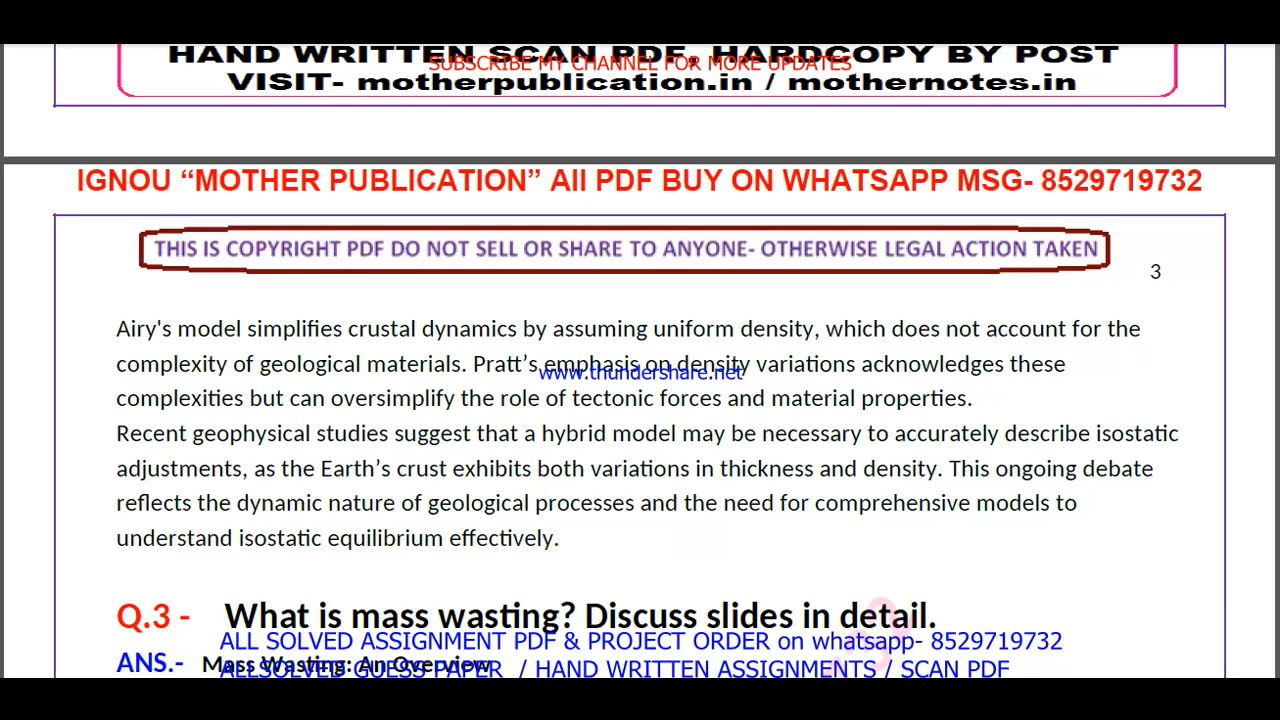 HAND WRITTEN SCAN PDF, HARDCOPY BY POST
SUBSCRIBE MY CHANNEL FOR MORE UPDATES
VISIT- motherpublication.in / mothernotes.in
IGNOU “MOTHER PUBLICATION” All PDF BUY ON WHATSAPP MSG- 8529719732
THIS IS COPYRIGHT PDF DO NOT SELL OR SHARE TO ANYONE- OTHERWISE LEGAL ACTION TAKEN
3
Airy's model simplifies crustal dynamics by assuming uniform density, which does not account for the
complexity of geological materials. Pratt’s emphasis on density variations acknowledges these
www.thundershare.net
complexities but can oversimplify the role of tectonic forces and material properties.
Recent geophysical studies suggest that a hybrid model may be necessary to accurately describe isostatic
adjustments, as the Earth’s crust exhibits both variations in thickness and density. This ongoing debate
reflects the dynamic nature of geological processes and the need for comprehensive models to
understand isostatic equilibrium effectively.
Q.3 - What is mass wasting? Discuss slides in detail.
ALL SOLVED ASSIGNMENT PDF & PROJECT ORDER on whatsapp- 8529719732
ANS.- Mass Wasting: An Overview
ALLSOLVED GUESS PAPER / HAND WRITTEN ASSIGNMENTS / SCAN PDF